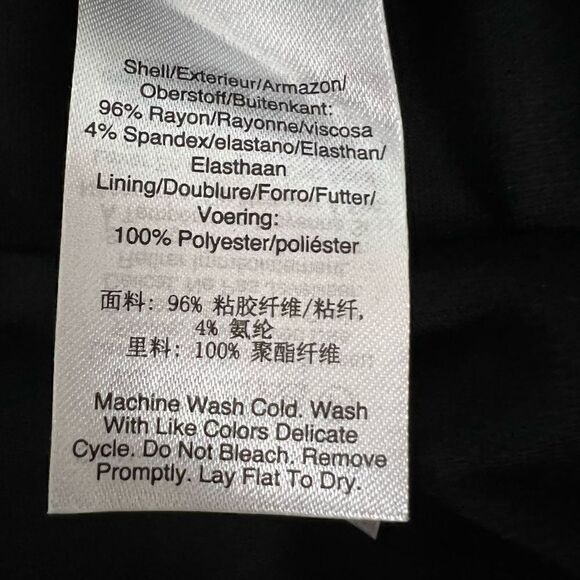 Shell/Exterieur/Armazon/
Oberstoff/Buitenkant:
96% Rayon/Rayonne/viscosa
4% Spandex/elastano/Elasthan/
Elasthaan
Lining/Doublure/Forro/Futter/
Voering:
100% Polyester/poliéster
面料: 96% 粘胶纤维/粘纤,
4% 氨纶
里料: 100% 聚酯纤维
Machine Wash Cold. Wash
With Like Colors Delicate
Cycle. Do Not Bleach. Remove
Promptly. Lay Flat To Dry.